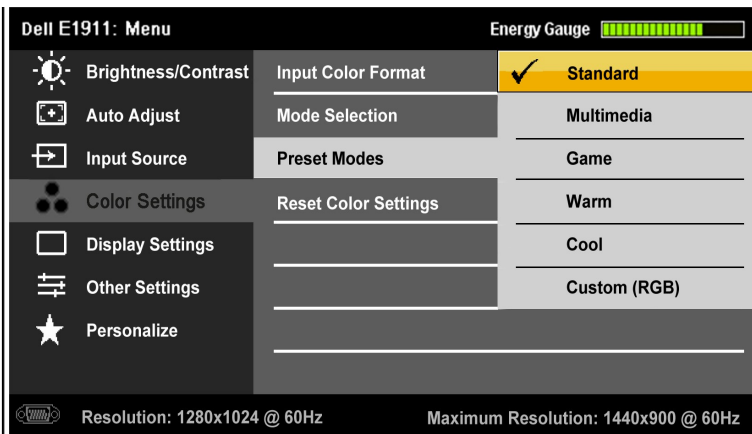 Dell E1911: Menu Energy Gauge
Brightness/Contrast Input Color Format Standard
Auto Adjust Mode Selection Multimedia
Input Source Preset Modes Game
Color Settings Reset Color Settings Warm
Display Settings Cool
Other Settings Custom (RGB)
Personalize
Resolution: 1280x1024 @ 60Hz Maximum Resolution: 1440x900 @ 60Hz